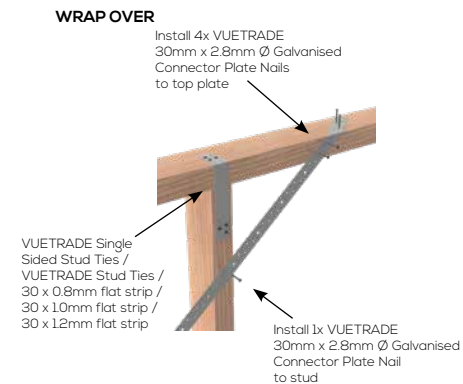 WRAP OVER
Install 4x VUETRADE
30mm x 2.8mm Ø Galvanised
Connector Plate Nails
to top plate
VUETRADE Single
Sided Stud Ties /
VUETRADE Stud Ties /
30 x 0.8mm flat strip /
30 x 1.0mm flat strip /
30 x 1.2mm flat strip
Install 1x VUETRADE
30mm x 2.8mm Ø Galvanised
Connector Plate Nail
to stud